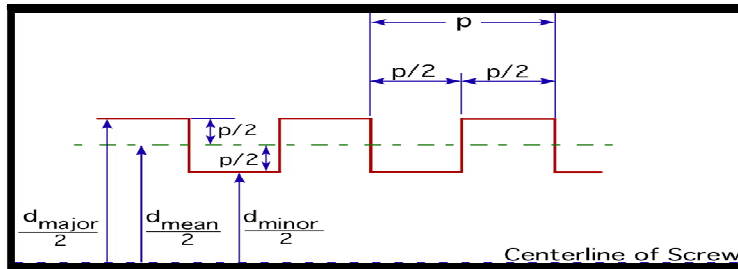 p
p/2 p/2
p/2
p/2
d_major/2 d_mean/2 d_minor/2
Centerline of Screw